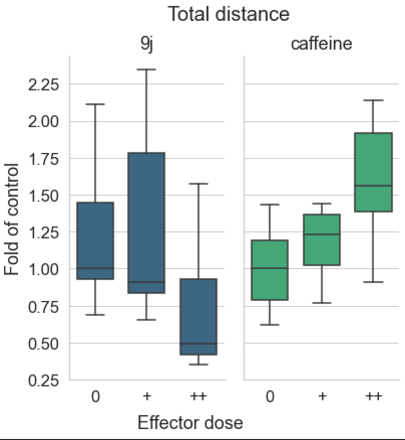 Total distance
9j caffeine
2.25
2.00
1.75
1.50
1.25
1.00
0.75
0.50
0.25
Fold of control
0 + ++ 0 + ++
Effector dose